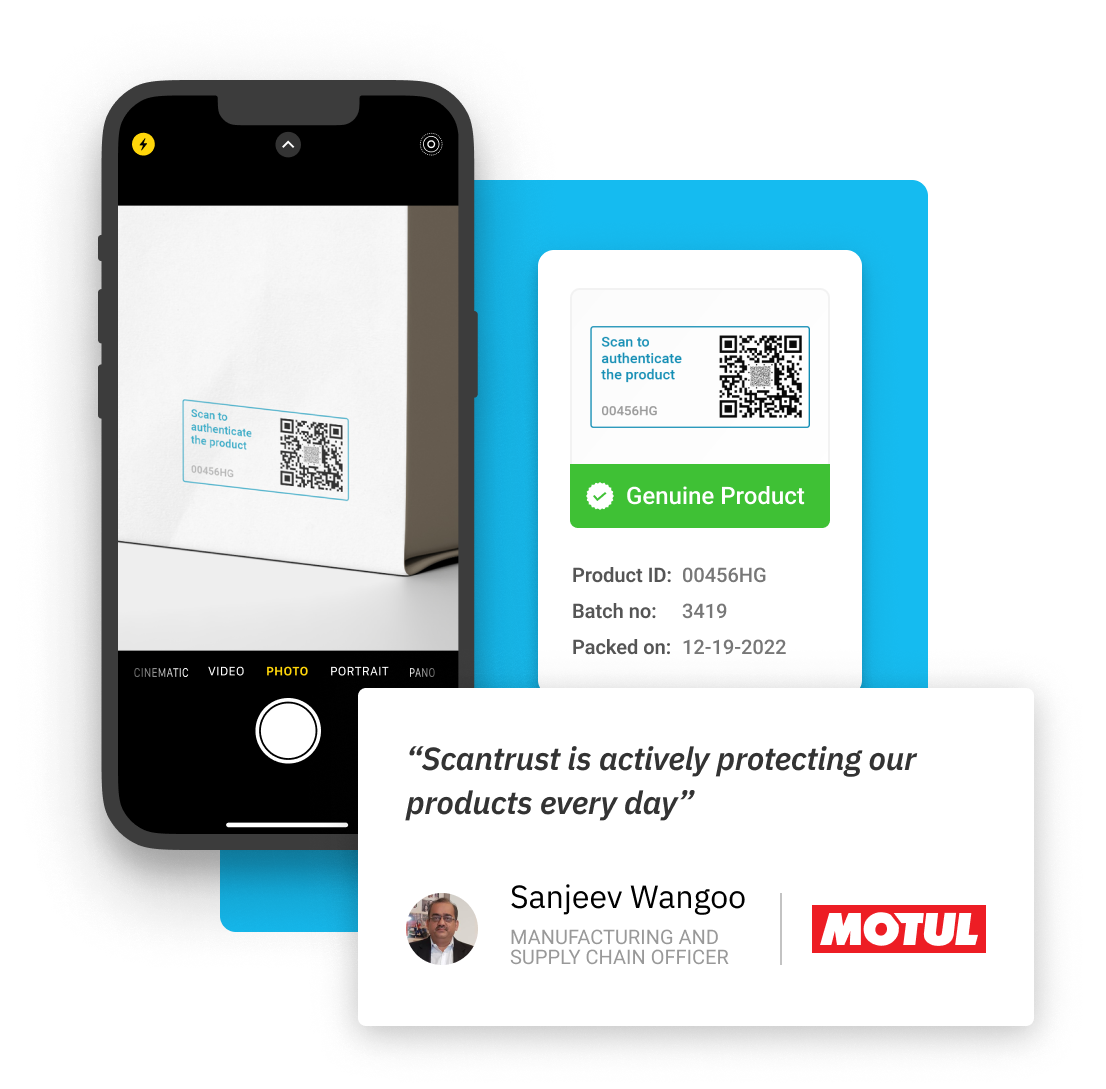 Scan to
authenticate
the product
00456HG
CINEMATIC VIDEO PHOTO PORTRAIT PANO
Scan to
authenticate
the product
00456HG
Genuine Product
Product ID: 00456HG
Batch no: 3419
Packed on: 12-19-2022
“Scantrust is actively protecting our
products every day”
Sanjeev Wangoo
MANUFACTURING AND
SUPPLY CHAIN OFFICER
MOTUL